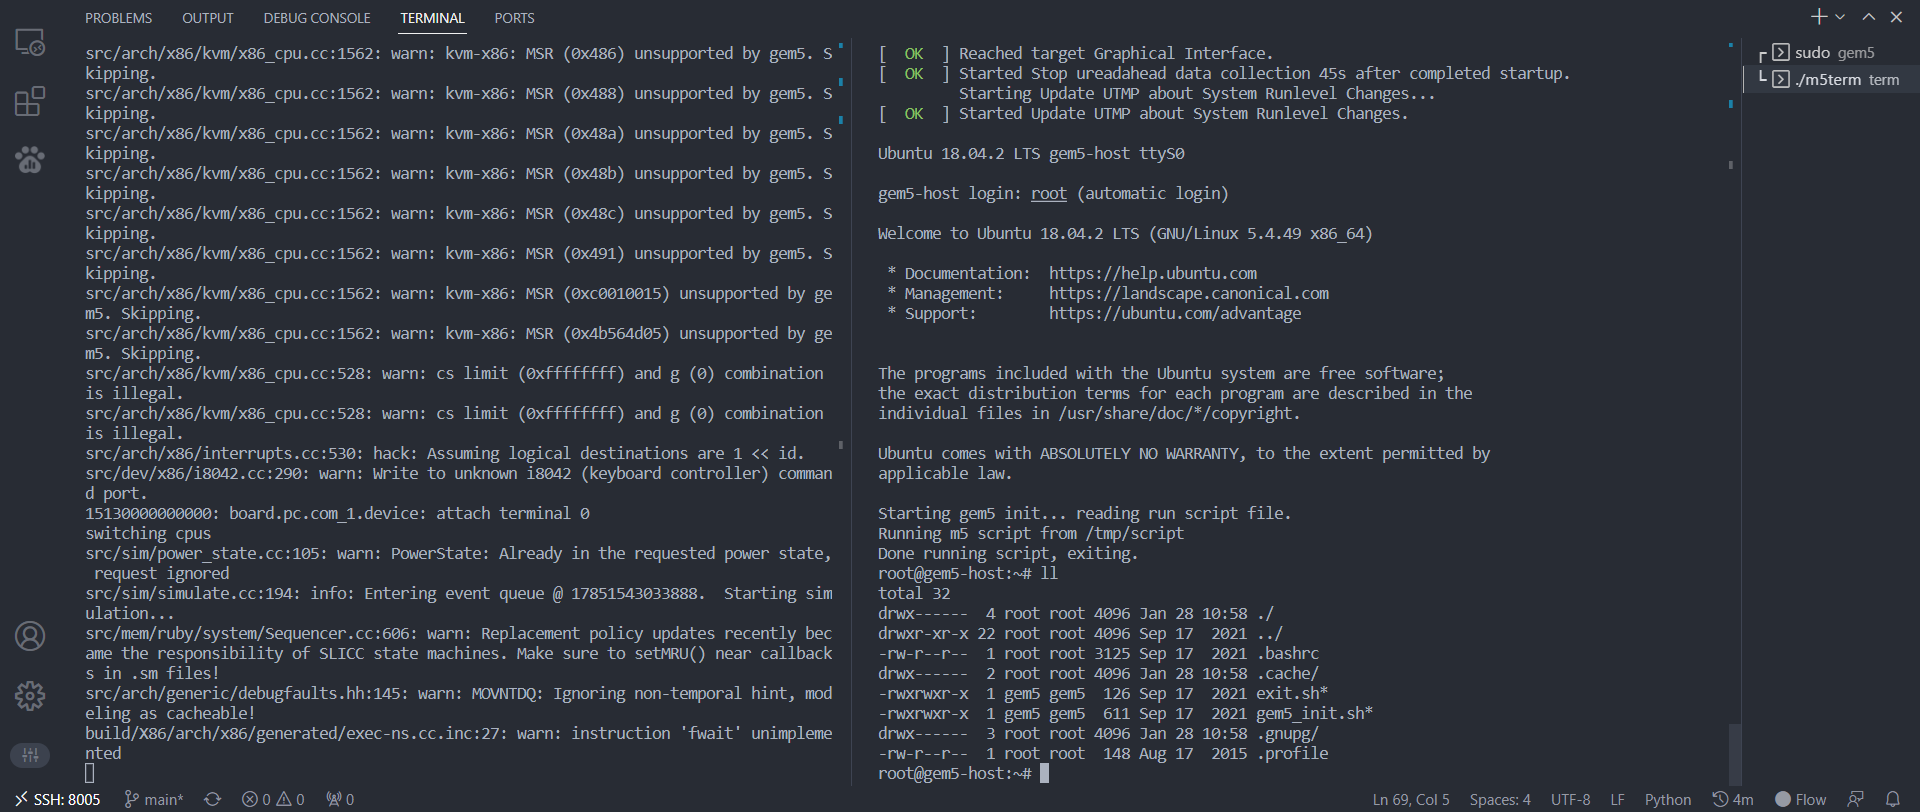 PROBLEMS OUTPUT DEBUG CONSOLE TERMINAL PORTS
src/arch/x86/kvm/x86_cpu.cc:1562: warn: kvm-x86: MSR (0x486) unsupported by gem5. S
kipping.
src/arch/x86/kvm/x86_cpu.cc:1562: warn: kvm-x86: MSR (0x488) unsupported by gem5. S
kipping.
src/arch/x86/kvm/x86_cpu.cc:1562: warn: kvm-x86: MSR (0x48a) unsupported by gem5. S
kipping.
src/arch/x86/kvm/x86_cpu.cc:1562: warn: kvm-x86: MSR (0x48b) unsupported by gem5. S
kipping.
src/arch/x86/kvm/x86_cpu.cc:1562: warn: kvm-x86: MSR (0x48c) unsupported by gem5. S
kipping.
src/arch/x86/kvm/x86_cpu.cc:1562: warn: kvm-x86: MSR (0x491) unsupported by gem5. S
kipping.
src/arch/x86/kvm/x86_cpu.cc:1562: warn: kvm-x86: MSR (0xc0010015) unsupported by ge
m5. Skipping.
src/arch/x86/kvm/x86_cpu.cc:1562: warn: kvm-x86: MSR (0x4b564d05) unsupported by ge
m5. Skipping.
src/arch/x86/kvm/x86_cpu.cc:528: warn: cs limit (0xffffffff) and g (0) combination
is illegal.
src/arch/x86/kvm/x86_cpu.cc:528: warn: cs limit (0xffffffff) and g (0) combination
is illegal.
src/arch/x86/interrupts.cc:530: hack: Assuming logical destinations are 1 << id.
src/dev/x86/i8042.cc:290: warn: Write to unknown i8042 (keyboard controller) comman
d port.
15130000000000: board.pc.com_1.device: attach terminal 0
switching cpus
src/sim/power_state.cc:105: warn: PowerState: Already in the requested power state,
 request ignored
src/sim/simulate.cc:194: info: Entering event queue @ 17851543033888.  Starting sim
ulation...
src/mem/ruby/system/Sequencer.cc:606: warn: Replacement policy updates recently bec
ame the responsibility of SLICC state machines. Make sure to setMRU() near callback
s in .sm files!
src/arch/generic/debugfaults.hh:145: warn: MOVNTDQ: Ignoring non-temporal hint, mod
eling as cacheable!
build/X86/arch/x86/generated/exec-ns.cc.inc:27: warn: instruction 'fwait' unimpleme
nted
[  OK  ] Reached target Graphical Interface.
[  OK  ] Started Stop ureadahead data collection 45s after completed startup.
         Starting Update UTMP about System Runlevel Changes...
[  OK  ] Started Update UTMP about System Runlevel Changes.
Ubuntu 18.04.2 LTS gem5-host ttyS0
gem5-host login: root (automatic login)
Welcome to Ubuntu 18.04.2 LTS (GNU/Linux 5.4.49 x86_64)
 * Documentation:  https://help.ubuntu.com
 * Management:     https://landscape.canonical.com
 * Support:        https://ubuntu.com/advantage
The programs included with the Ubuntu system are free software;
the exact distribution terms for each program are described in the
individual files in /usr/share/doc/*/copyright.
Ubuntu comes with ABSOLUTELY NO WARRANTY, to the extent permitted by
applicable law.
Starting gem5 init... reading run script file.
Running m5 script from /tmp/script
Done running script, exiting.
root@gem5-host:~# ll
total 32
drwx------  4 root root 4096 Jan 28 10:58 ./
drwxr-xr-x 22 root root 4096 Sep 17  2021 ../
-rw-r--r--  1 root root 3125 Sep 17  2021 .bashrc
drwx------  2 root root 4096 Jan 28 10:58 .cache/
-rwxrwxr-x  1 gem5 gem5  126 Sep 17  2021 exit.sh*
-rwxrwxr-x  1 gem5 gem5  611 Sep 17  2021 gem5_init.sh*
drwx------  3 root root 4096 Jan 28 10:58 .gnupg/
-rw-r--r--  1 root root  148 Aug 17  2015 .profile
root@gem5-host:~#
sudo gem5
./m5term term
SSH: 8005 main* 0 0 0 Ln 69, Col 5 Spaces: 4 UTF-8 LF Python 4m Flow